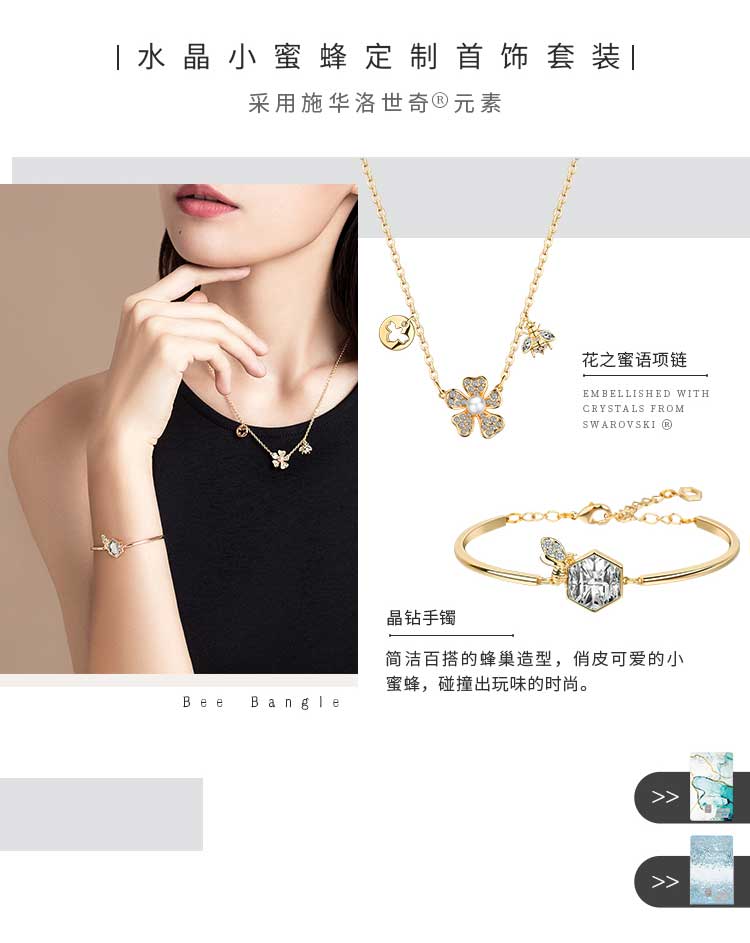 水晶小蜜蜂定制首饰套装
采用施华洛世奇®元素
花之蜜语项链
EMBELLISHED WITH
CRYSTALS FROM
SWAROVSKI ®
晶钻手镯
简洁百搭的蜂巢造型，俏皮可爱的小
蜜蜂，碰撞出玩味的时尚。
Bee Bangle
>>
>>